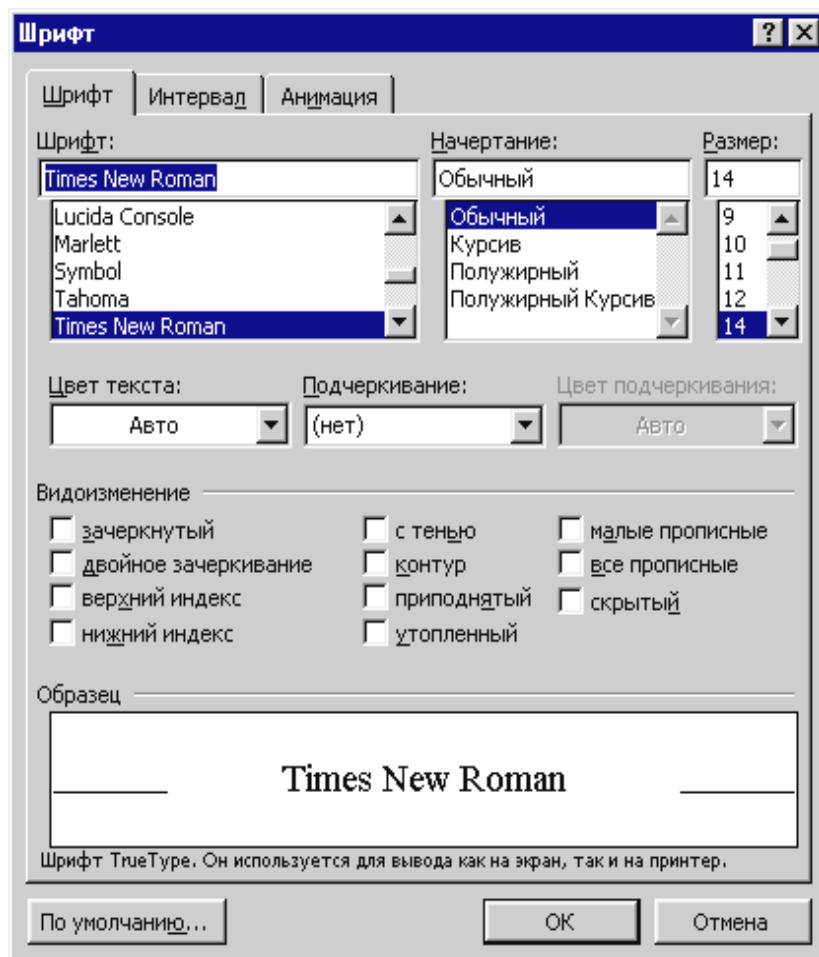 Шрифт
Шрифт Интервал Анимация
Шрифт: Начертание: Размер:
Times New Roman Обычный 14
Lucida Console Обычный 9
Marlett Курсив 10
Symbol Полужирный 11
Tahoma Полужирный Курсив 12
Times New Roman 14
Цвет текста: Подчеркивание: Цвет подчеркивания:
Авто (нет) Авто
Видоизменение
зачеркнутый с тенью малые прописные
двойное зачеркивание контур все прописные
верхний индекс приподнятый скрытый
нижний индекс утопленный
Образец
Times New Roman
Шрифт TrueType. Он используется для вывода как на экран, так и на принтер.
По умолчанию... ОК Отмена